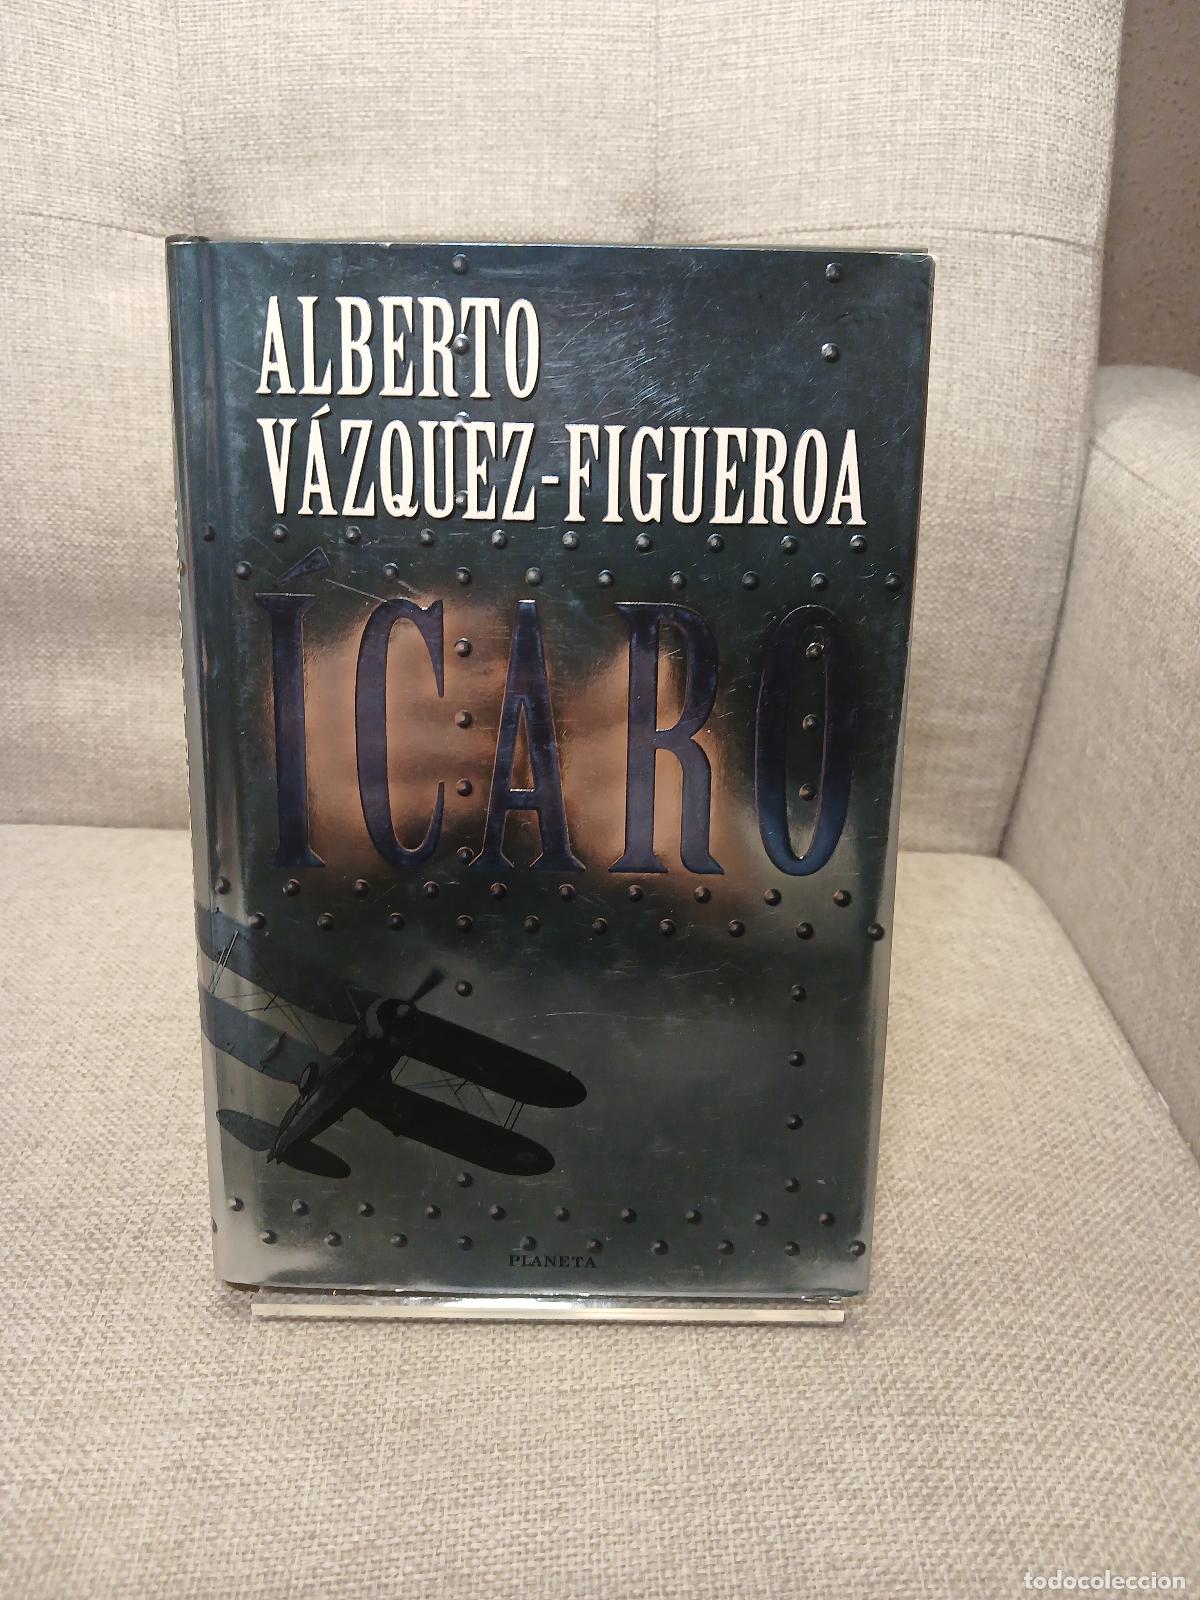 ALBERTO
VÁZQUEZ-FIGUEROA
ÍCARO
PLANETA
todocoleccion